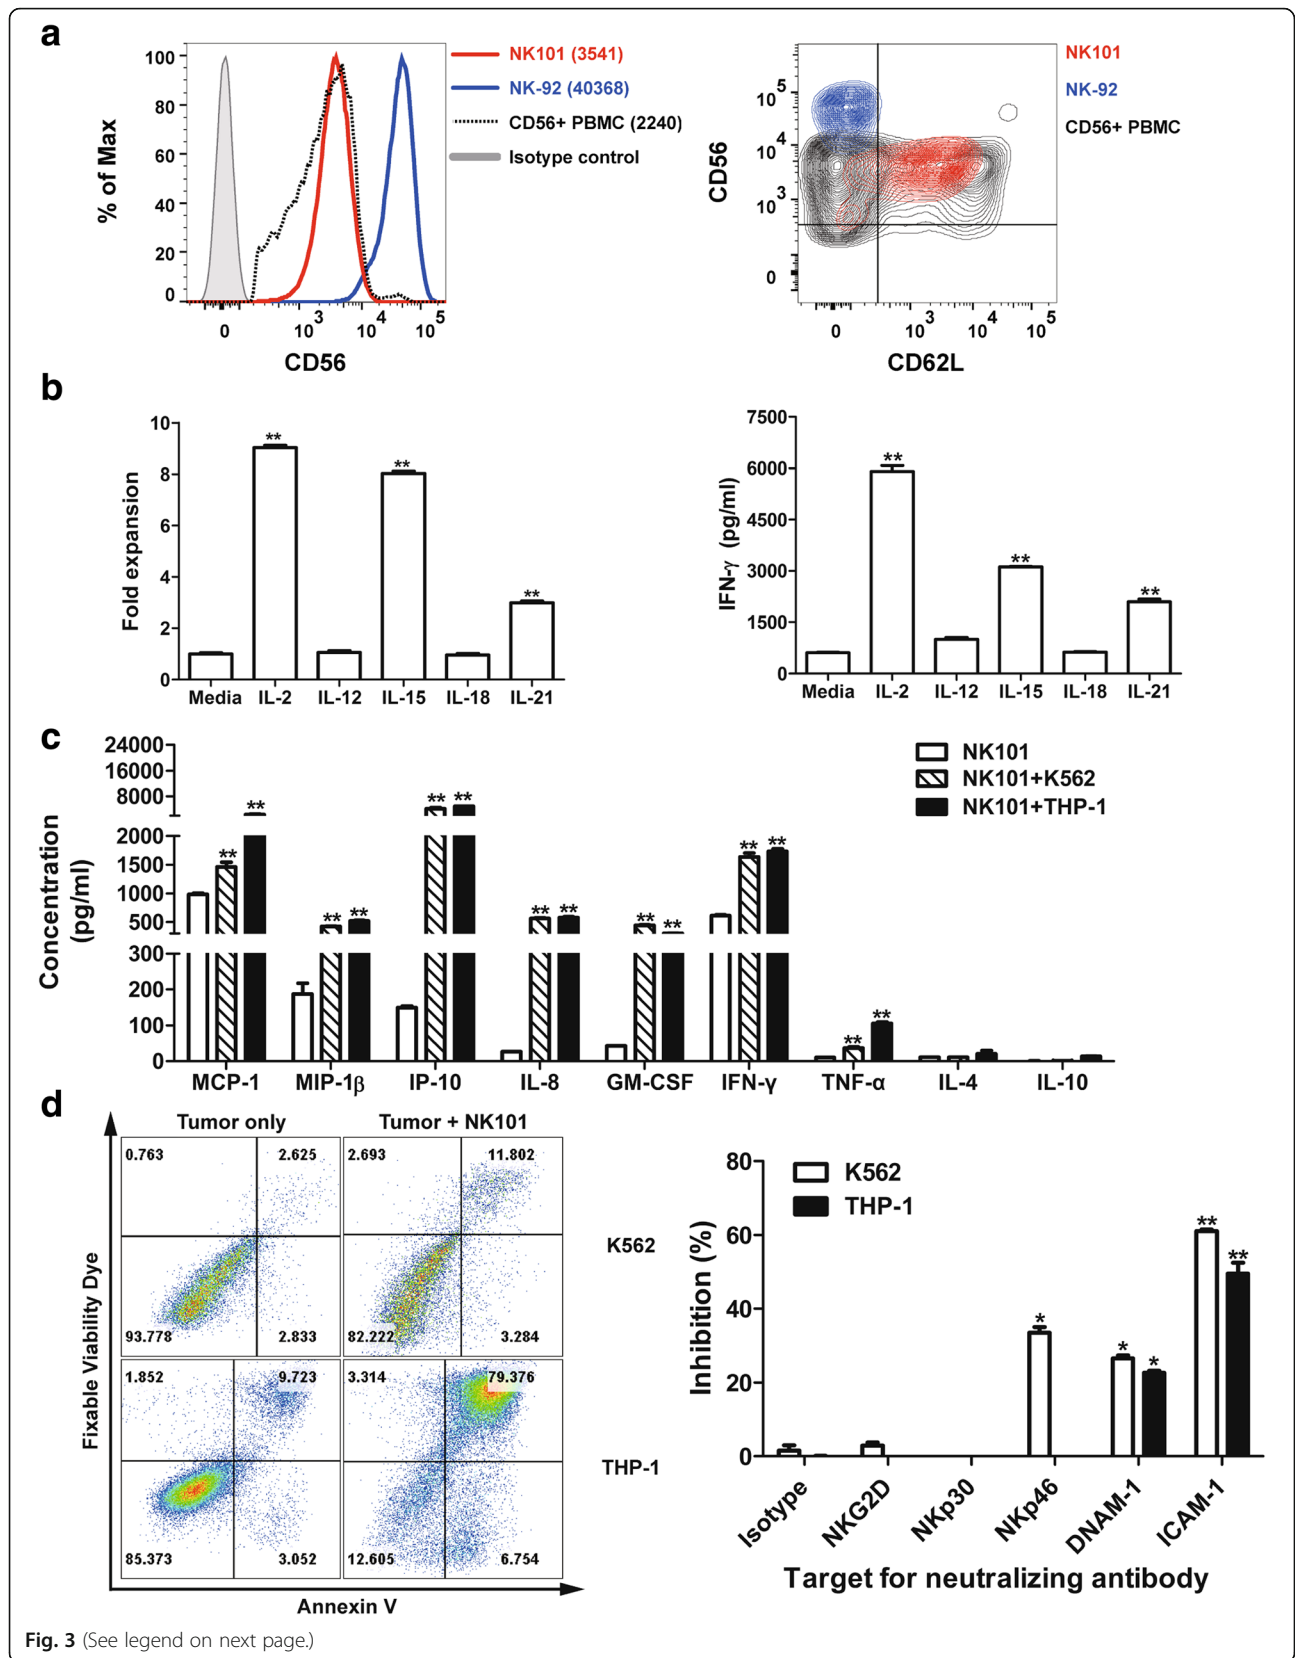 a
100
80
60
40
20
0
% of Max
0 10^3 10^4 10^5
CD56
NK101 (3541)
NK-92 (40368)
CD56+ PBMC (2240)
Isotype control
10^5
10^4
10^3
0
CD56
0 10^3 10^4 10^5
CD62L
NK101
NK-92
CD56+ PBMC
b
10
8
6
4
2
0
Fold expansion
** ** **
Media IL-2 IL-12 IL-15 IL-18 IL-21
7500
6000
4500
3000
1500
0
IFN-γ (pg/ml)
** ** **
Media IL-2 IL-12 IL-15 IL-18 IL-21
c
24000
16000
8000
2000
1500
1000
500
300
200
100
0
Concentration
(pg/ml)
** ** ** ** ** ** ** ** ** ** ** ** ** **
NK101
NK101+K562
NK101+THP-1
MCP-1 MIP-1β IP-10 IL-8 GM-CSF IFN-γ TNF-α IL-4 IL-10
d
Tumor only Tumor + NK101
0.763 2.625 2.693 11.802
93.778 2.833 82.222 3.284
K562
1.852 9.723 3.314 79.376
85.373 3.052 12.605 6.754
THP-1
Fixable Viability Dye
Annexin V
80
60
40
20
0
Inhibition (%)
K562
THP-1
* * * ** **
Isotype NKG2D NKp30 NKp46 DNAM-1 ICAM-1
Target for neutralizing antibody
Fig. 3 (See legend on next page.)